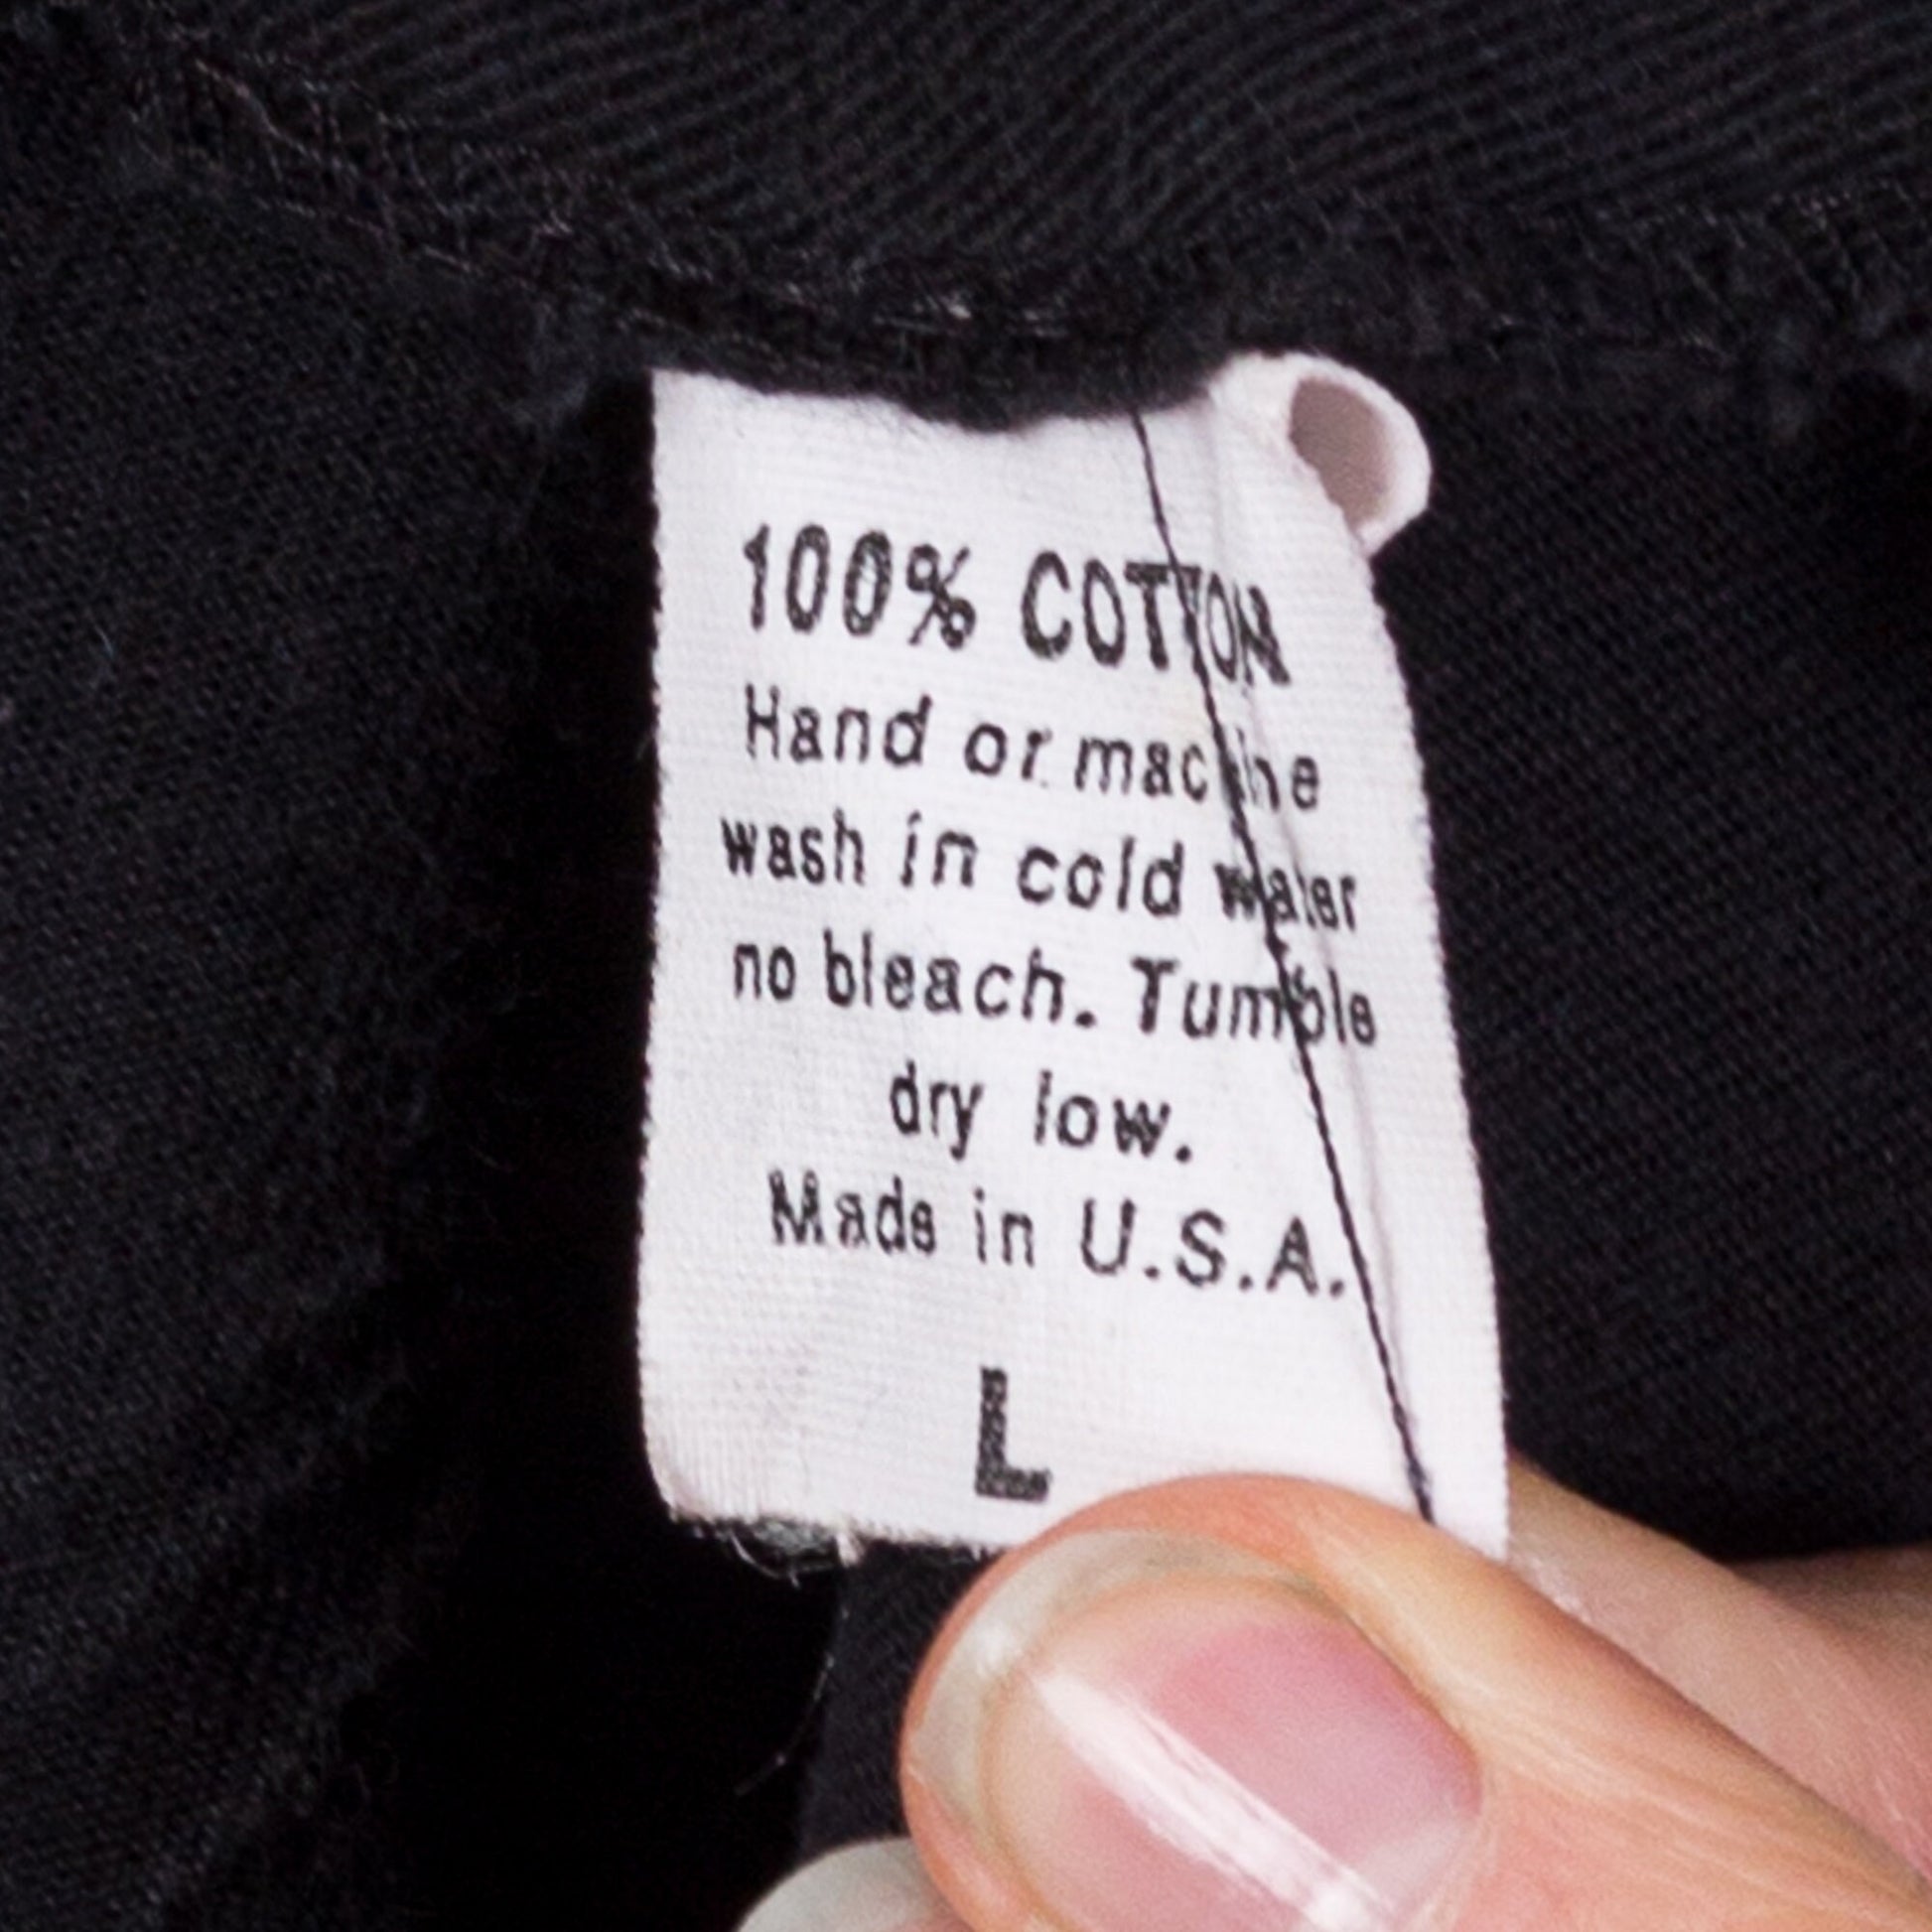 100% COTTON
Hand or machine
wash in cold water
no bleach. Tumble
dry low.
Made in U.S.A.
L